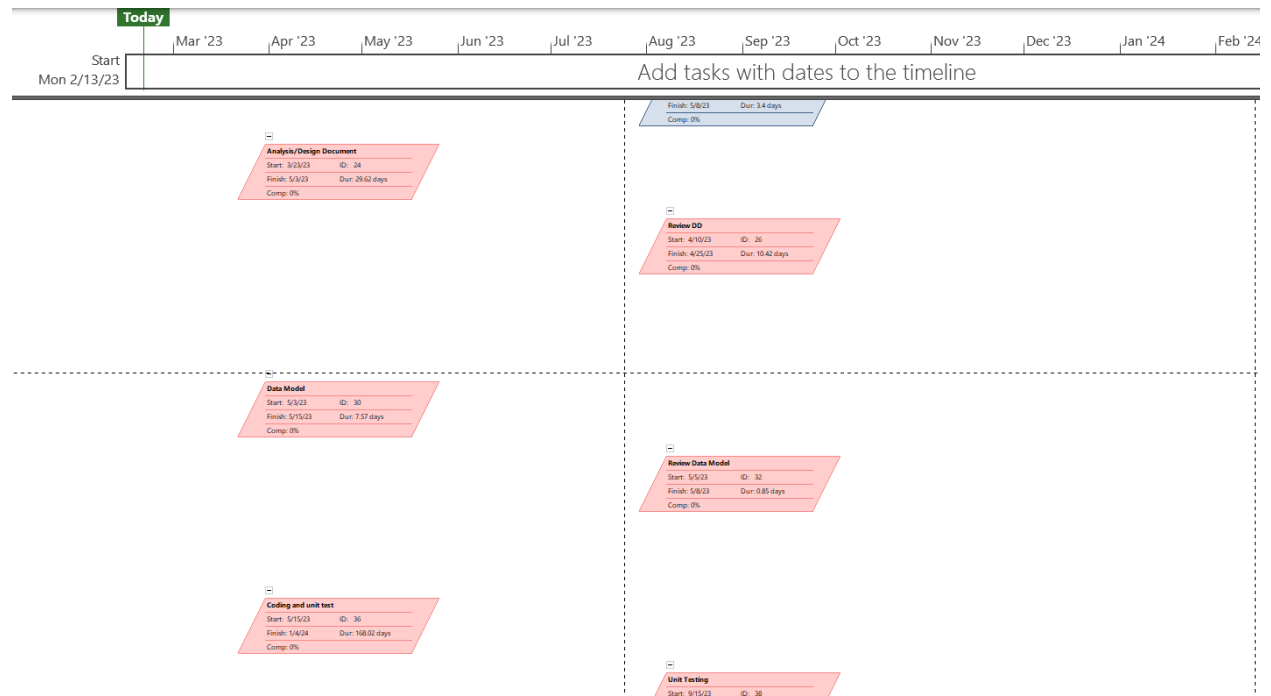 Today
Mar '23 Apr '23 May '23 Jun '23 Jul '23 Aug '23 Sep '23 Oct '23 Nov '23 Dec '23 Jan '24 Feb '24
Start
Mon 2/13/23
Add tasks with dates to the timeline
Finish: 5/8/23 Dur: 3.4 days
Comp: 0%
Analysis/Design Document
Start: 3/23/23 ID: 24
Finish: 5/3/23 Dur: 29.62 days
Comp: 0%
Review DD
Start: 4/10/23 ID: 26
Finish: 4/25/23 Dur: 10.42 days
Comp: 0%
Data Model
Start: 5/3/23 ID: 30
Finish: 5/15/23 Dur: 7.57 days
Comp: 0%
Review Data Model
Start: 5/5/23 ID: 32
Finish: 5/8/23 Dur: 0.85 days
Comp: 0%
Coding and unit test
Start: 5/15/23 ID: 36
Finish: 1/4/24 Dur: 168.02 days
Comp: 0%
Unit Testing
Start: 9/15/23 ID: 38